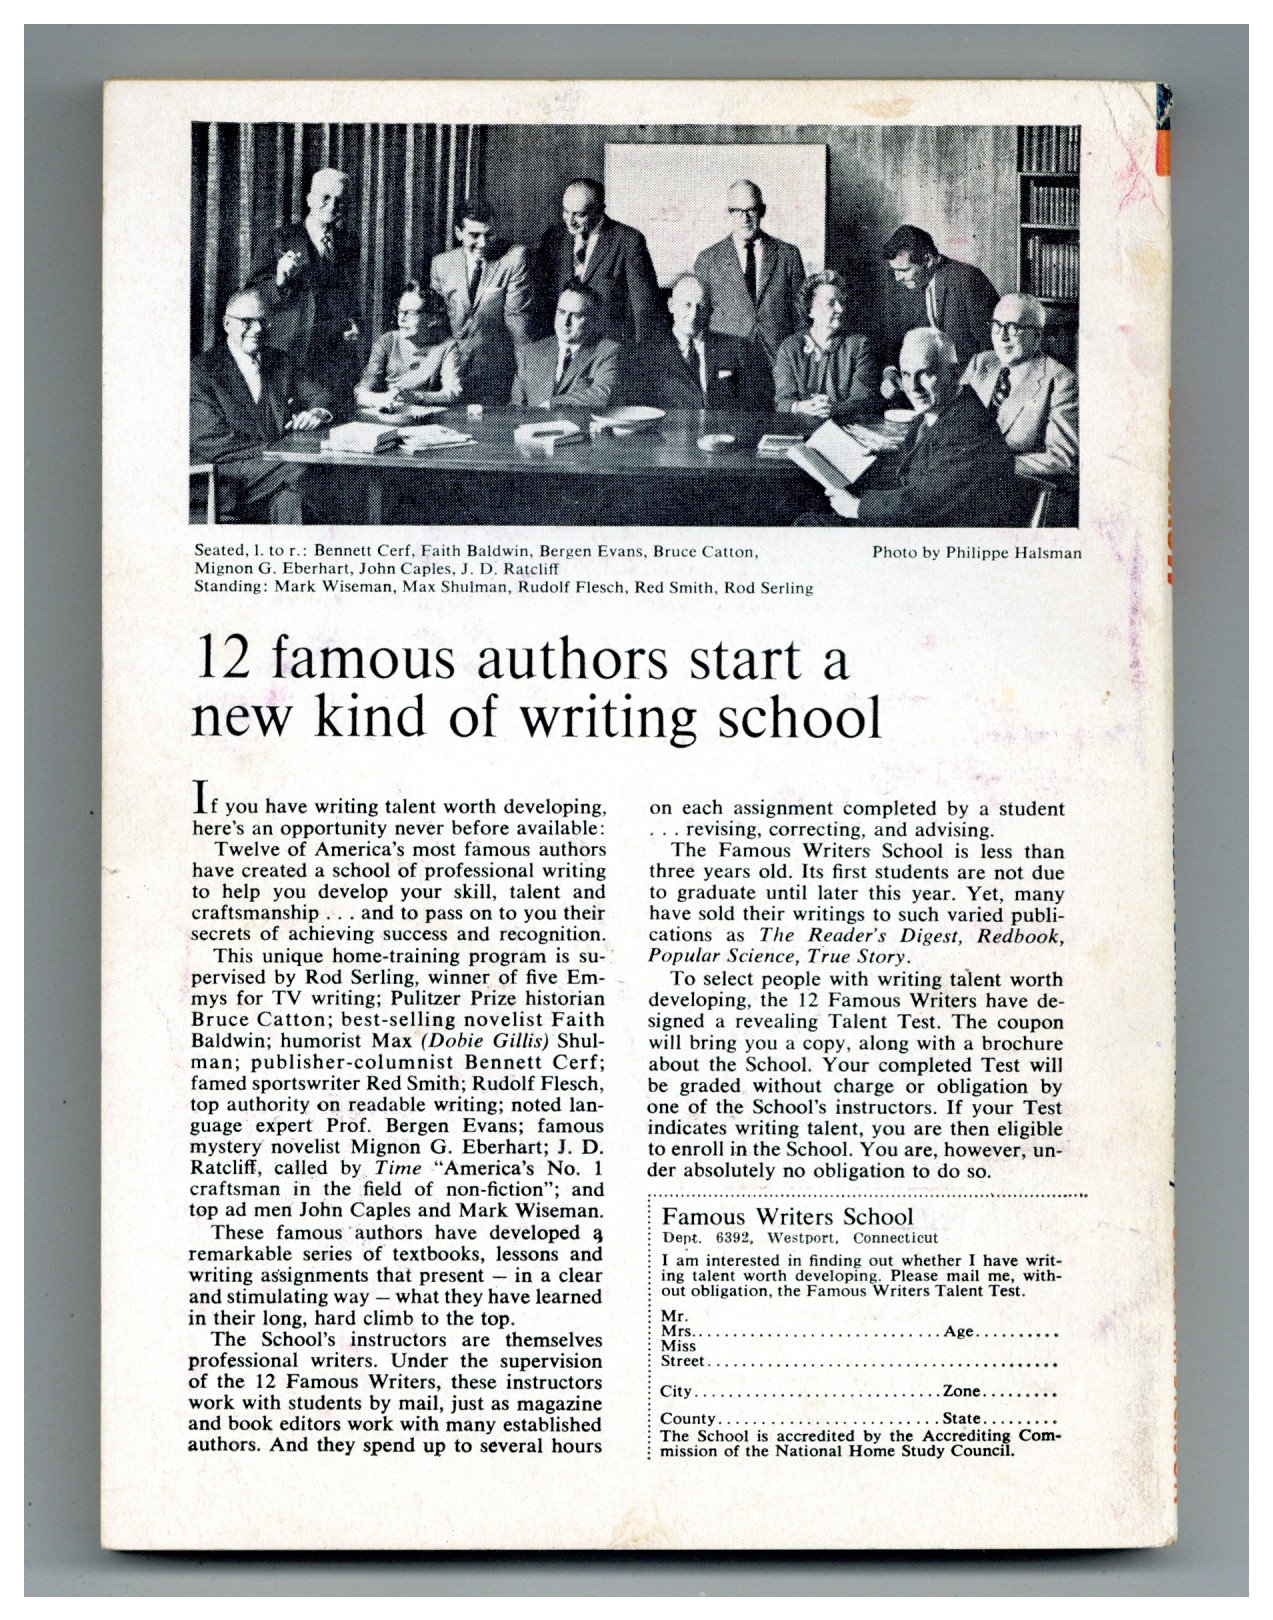 Seated, l. to r.: Bennett Cerf, Faith Baldwin, Bergen Evans, Bruce Catton,
Mignon G. Eberhart, John Caples, J. D. Ratcliff
Standing: Mark Wiseman, Max Shulman, Rudolf Flesch, Red Smith, Rod Serling
Photo by Philippe Halsman
12 famous authors start a
new kind of writing school
If you have writing talent worth developing,
here's an opportunity never before available:
Twelve of America's most famous authors
have created a school of professional writing
to help you develop your skill, talent and
craftsmanship . . . and to pass on to you their
secrets of achieving success and recognition.
This unique home-training program is su-
pervised by Rod Serling, winner of five Em-
mys for TV writing; Pulitzer Prize historian
Bruce Catton; best-selling novelist Faith
Baldwin; humorist Max (Dobie Gillis) Shul-
man; publisher-columnist Bennett Cerf;
famed sportswriter Red Smith; Rudolf Flesch,
top authority on readable writing; noted lan-
guage expert Prof. Bergen Evans; famous
mystery novelist Mignon G. Eberhart; J. D.
Ratcliff, called by Time “America's No. 1
craftsman in the field of non-fiction”; and
top ad men John Caples and Mark Wiseman.
These famous authors have developed a
remarkable series of textbooks, lessons and
writing assignments that present — in a clear
and stimulating way — what they have learned
in their long, hard climb to the top.
The School's instructors are themselves
professional writers. Under the supervision
of the 12 Famous Writers, these instructors
work with students by mail, just as magazine
and book editors work with many established
authors. And they spend up to several hours
on each assignment completed by a student
. . . revising, correcting, and advising.
The Famous Writers School is less than
three years old. Its first students are not due
to graduate until later this year. Yet, many
have sold their writings to such varied publi-
cations as The Reader's Digest, Redbook,
Popular Science, True Story.
To select people with writing talent worth
developing, the 12 Famous Writers have de-
signed a revealing Talent Test. The coupon
will bring you a copy, along with a brochure
about the School. Your completed Test will
be graded without charge or obligation by
one of the School's instructors. If your Test
indicates writing talent, you are then eligible
to enroll in the School. You are, however, un-
der absolutely no obligation to do so.
Famous Writers School
Dept. 6392, Westport, Connecticut
I am interested in finding out whether I have writ-
ing talent worth developing. Please mail me, with-
out obligation, the Famous Writers Talent Test.
Mr.
Mrs. Age
Miss
Street
City Zone
County State
The School is accredited by the Accrediting Com-
mission of the National Home Study Council.